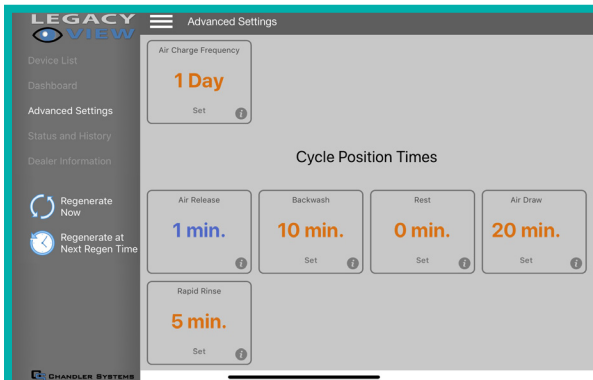 LEGACY
VIEW
Advanced Settings
Device List
Dashboard
Advanced Settings
Status and History
Dealer Information
Regenerate
Now
Regenerate at
Next Regen Time
CHANDLER SYSTEMS
Air Charge Frequency
1 Day
Set
i
Cycle Position Times
Air Release
1 min.
i
Backwash
10 min.
Set
i
Rest
0 min.
Set
i
Air Draw
20 min.
Set
i
Rapid Rinse
5 min.
Set
i